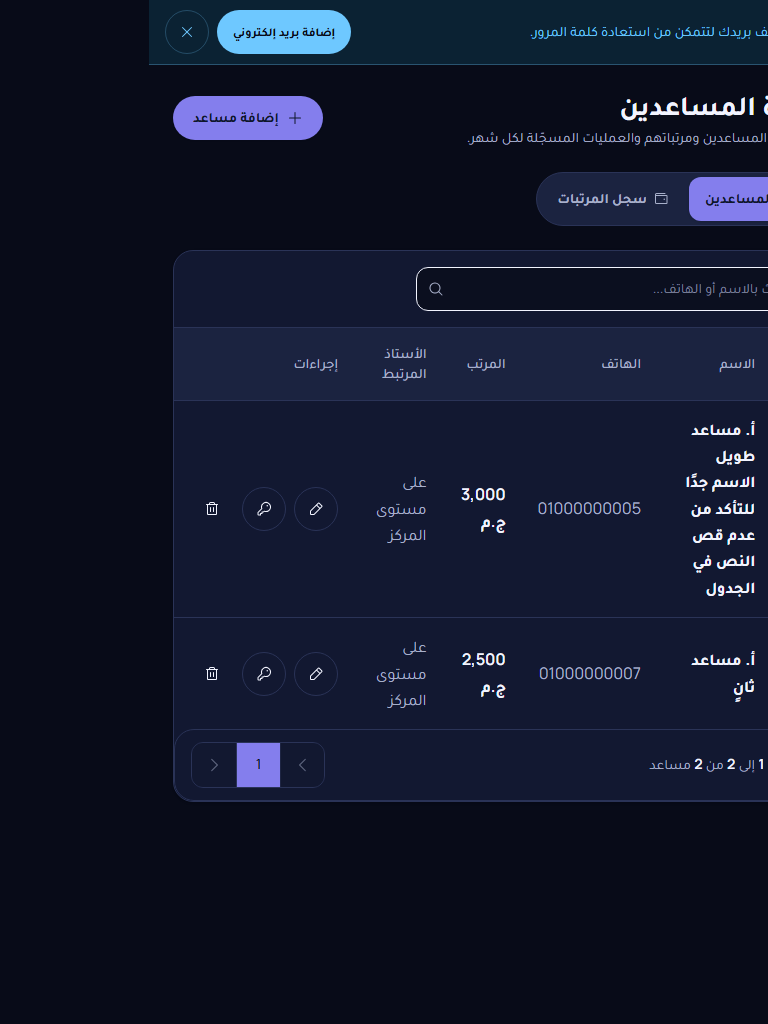 بريدك لتتمكن من استعادة كلمة المرور.
إضافة بريد إلكتروني
المساعدين
المساعدين ومرتباتهم والعمليات المسجّلة لكل شهر.
إضافة مساعد
لمساعدين
سجل المرتبات
بالاسم أو الهاتف...
الاسم
الهاتف
المرتب
الأستاذ
المرتبط
إجراءات
أ. مساعد
طويل
الاسم جدًا
للتأكد من
عدم قص
النص في
الجدول
01000000005
3,000
ج.م
على
مستوى
المركز
أ. مساعد
ثانٍ
01000000007
2,500
ج.م
على
مستوى
المركز
1 إلى 2 من 2 مساعد
1